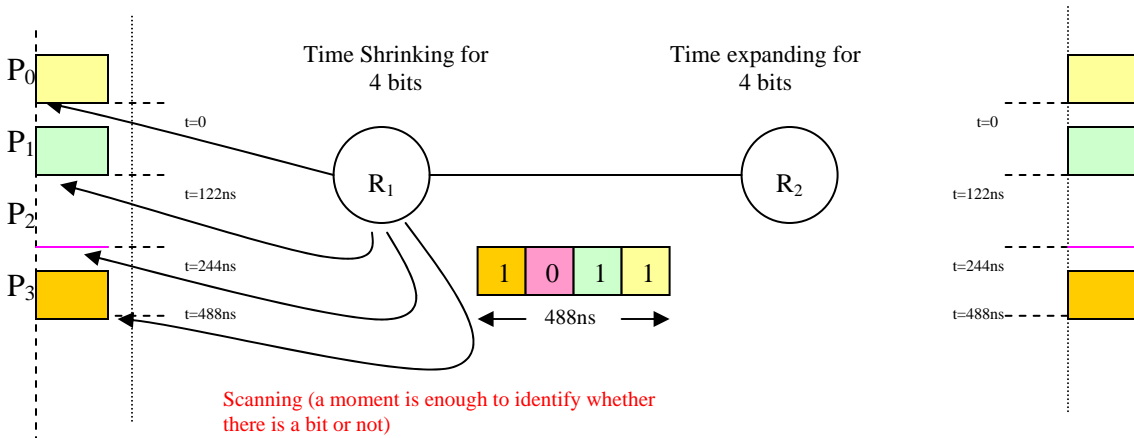 Time Shrinking for
4 bits
Time expanding for
4 bits
P0
t=0
t=0
P1
R1
R2
t=122ns
t=122ns
P2
t=244ns
t=244ns
1 0 1 1
P3
t=488ns
488ns
t=488ns
Scanning (a moment is enough to identify whether
there is a bit or not)